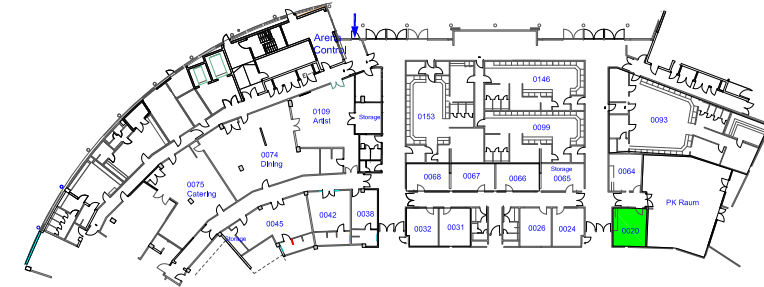 Arena
Control
0146
0109
Artist
Storage
0153
0099
0093
0074
Dining
Storage
0065
0064
0068
0067
0066
0075
Catering
PK Raum
0045
0042
0038
Storage
0032
0031
0026
0024
0020